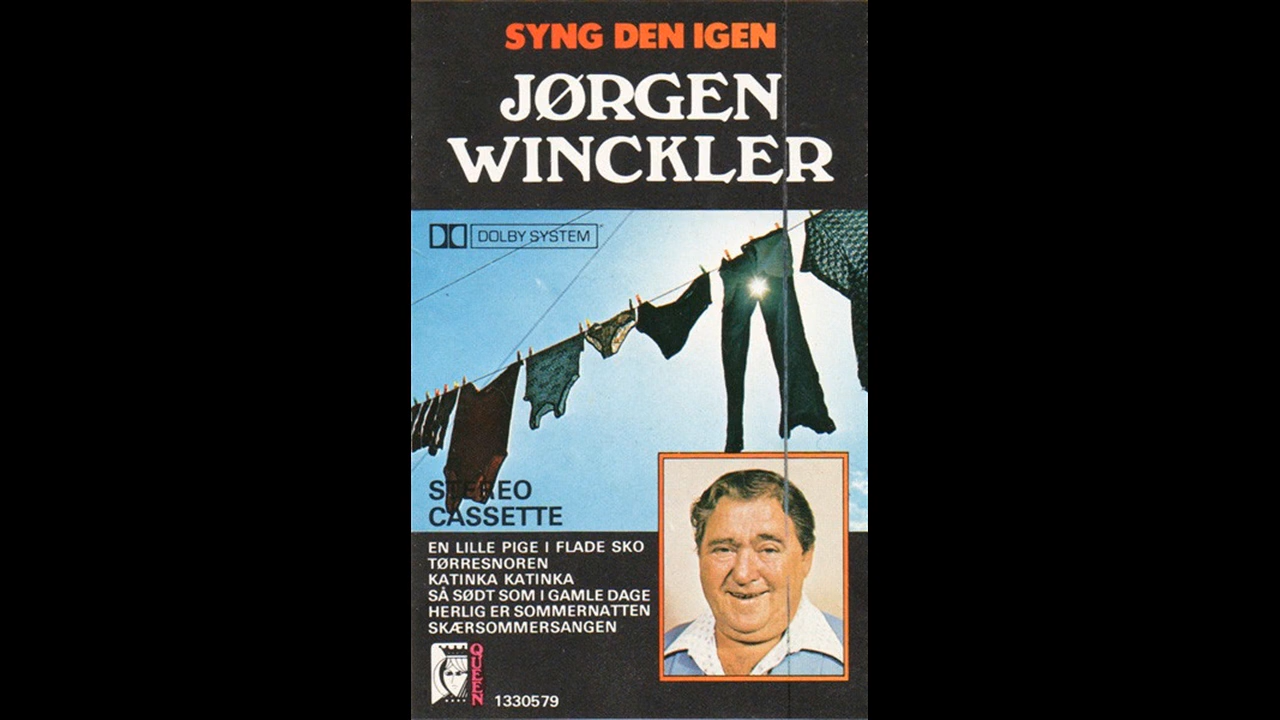 SYNG DEN IGEN
JØRGEN
WINCKLER
DOLBY SYSTEM
STEREO
CASSETTE
EN LILLE PIGE I FLADE SKO
TØRRESNOREN
KATINKA KATINKA
SÅ SØDT SOM I GAMLE DAGE
HERLIG ER SOMMERNATTEN
SKÆRSOMMERSANGEN
QUEEN
1330579